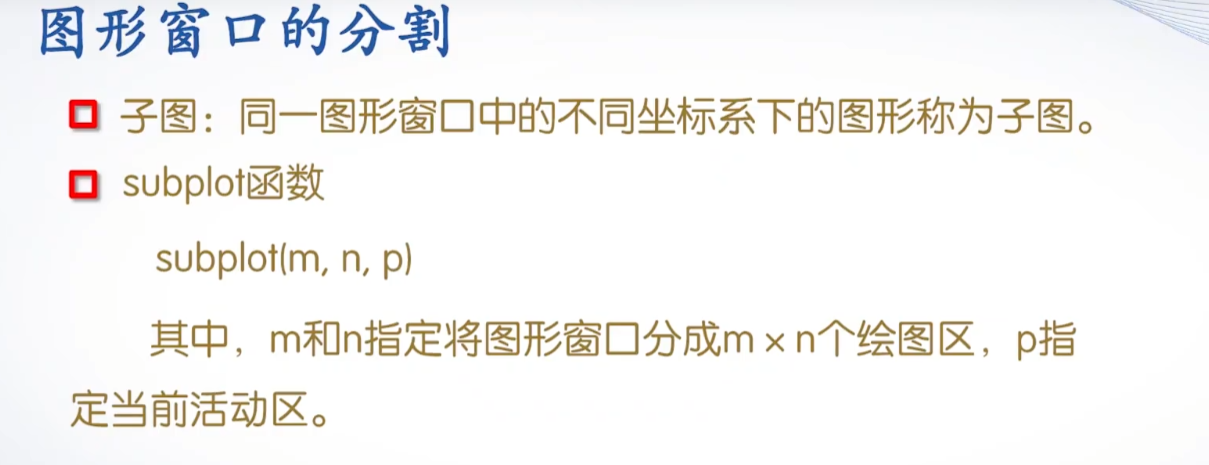 图形窗口的分割
子图：同一图形窗口中的不同坐标系下的图形称为子图。
subplot函数
subplot(m, n, p)
其中，m和n指定将图形窗口分成m×n个绘图区，p指
定当前活动区。